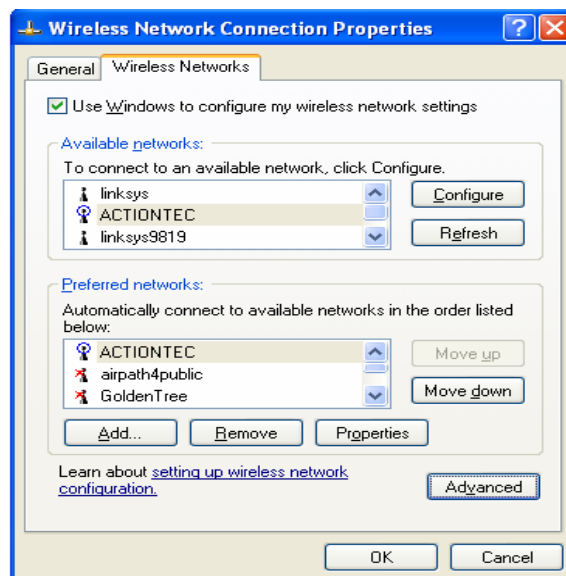 Wireless Network Connection Properties
General
Wireless Networks
Use Windows to configure my wireless network settings
Available networks:
To connect to an available network, click Configure.
linksys
ACTIONTEC
linksys9819
Configure
Refresh
Preferred networks:
Automatically connect to available networks in the order listed
below:
ACTIONTEC
airpath4public
GoldenTree
Move up
Move down
Add...
Remove
Properties
Learn about setting up wireless network
configuration.
Advanced
OK
Cancel